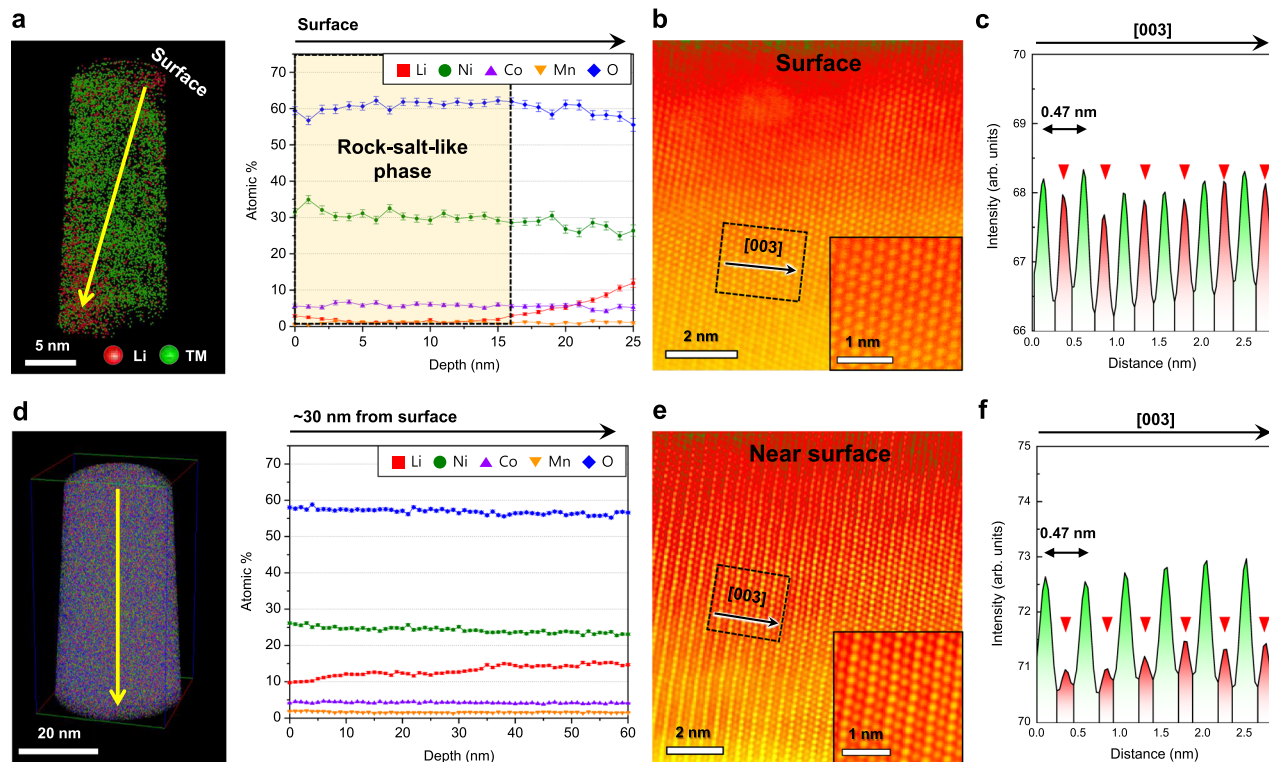 a
Surface
5 nm
Li
TM
Surface
Li
Ni
Co
Mn
O
Rock-salt-like
phase
Atomic %
70
60
50
40
30
20
10
0
0
5
10
15
20
25
Depth (nm)
b
Surface
[003]
2 nm
1 nm
c
[003]
0.47 nm
Intensity (arb. units)
70
69
68
67
66
0.0
0.5
1.0
1.5
2.0
2.5
Distance (nm)
d
20 nm
~30 nm from surface
Li
Ni
Co
Mn
O
Atomic %
70
60
50
40
30
20
10
0
0
10
20
30
40
50
60
Depth (nm)
e
Near surface
[003]
2 nm
1 nm
f
[003]
0.47 nm
Intensity (arb. units)
75
74
73
72
71
70
0.0
0.5
1.0
1.5
2.0
2.5
Distance (nm)